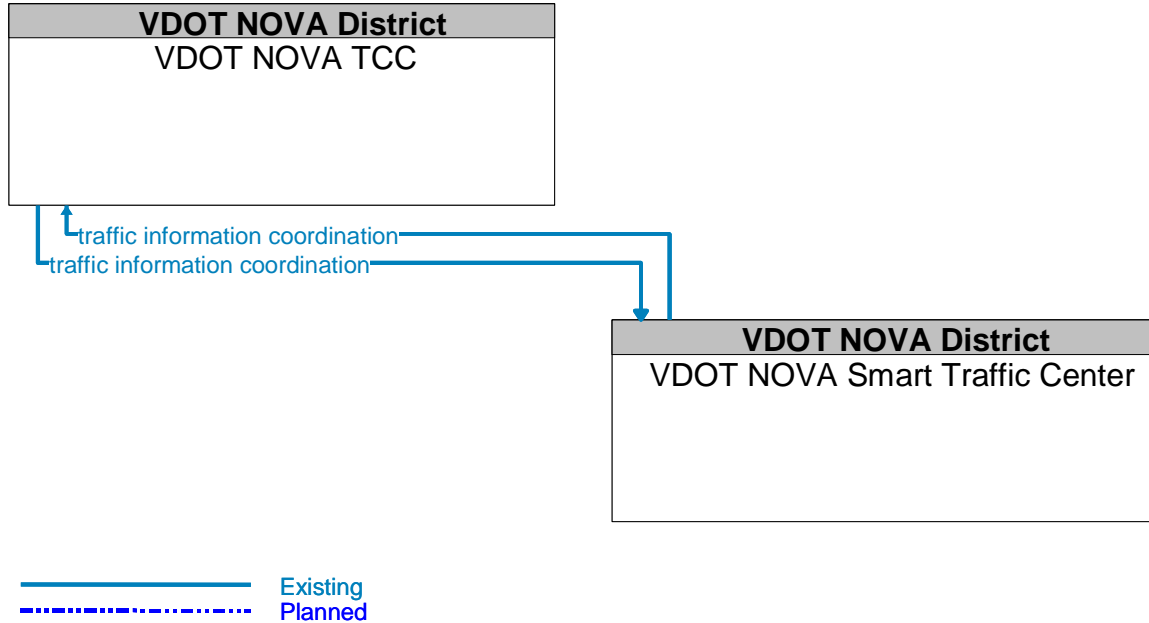 VDOT NOVA District
VDOT NOVA TCC
traffic information coordination
traffic information coordination
VDOT NOVA District
VDOT NOVA Smart Traffic Center
Existing
Planned